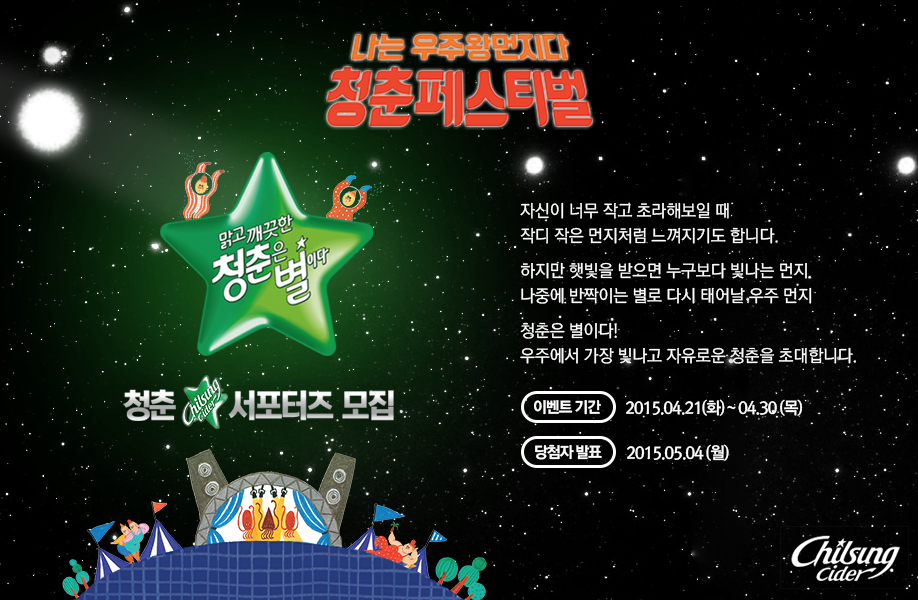 나는 우주왕먼지다
청춘페스티벌
맑고 깨끗한
청춘은 별이다
청춘 Chilsung Cider 서포터즈 모집
자신이 너무 작고 초라해보일 때
작디 작은 먼지처럼 느껴지기도 합니다.
하지만 햇빛을 받으면 누구보다 빛나는 먼지.
나중에 반짝이는 별로 다시 태어날 우주 먼지
청춘은 별이다!
우주에서 가장 빛나고 자유로운 청춘을 초대합니다.
이벤트 기간 2015.04.21(화) ~ 04.30 (목)
당첨자 발표 2015.05.04 (월)
Chilsung
Cider